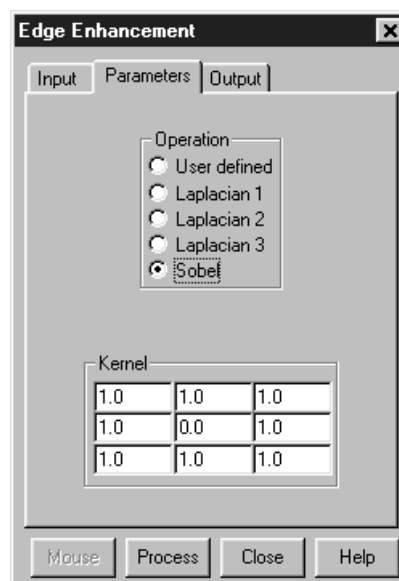 Edge Enhancement
Input Parameters Output
Operation
User defined
Laplacian 1
Laplacian 2
Laplacian 3
Sobel
Kernel
1.0 1.0 1.0
1.0 0.0 1.0
1.0 1.0 1.0
Mouse Process Close Help